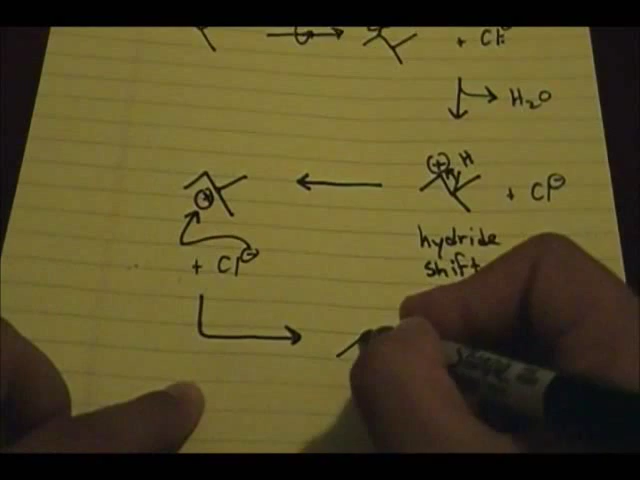 + Cl:⊖
H₂O
⊕ H
+ Cl⊖
⊕
hydride
shift
+ Cl⊖